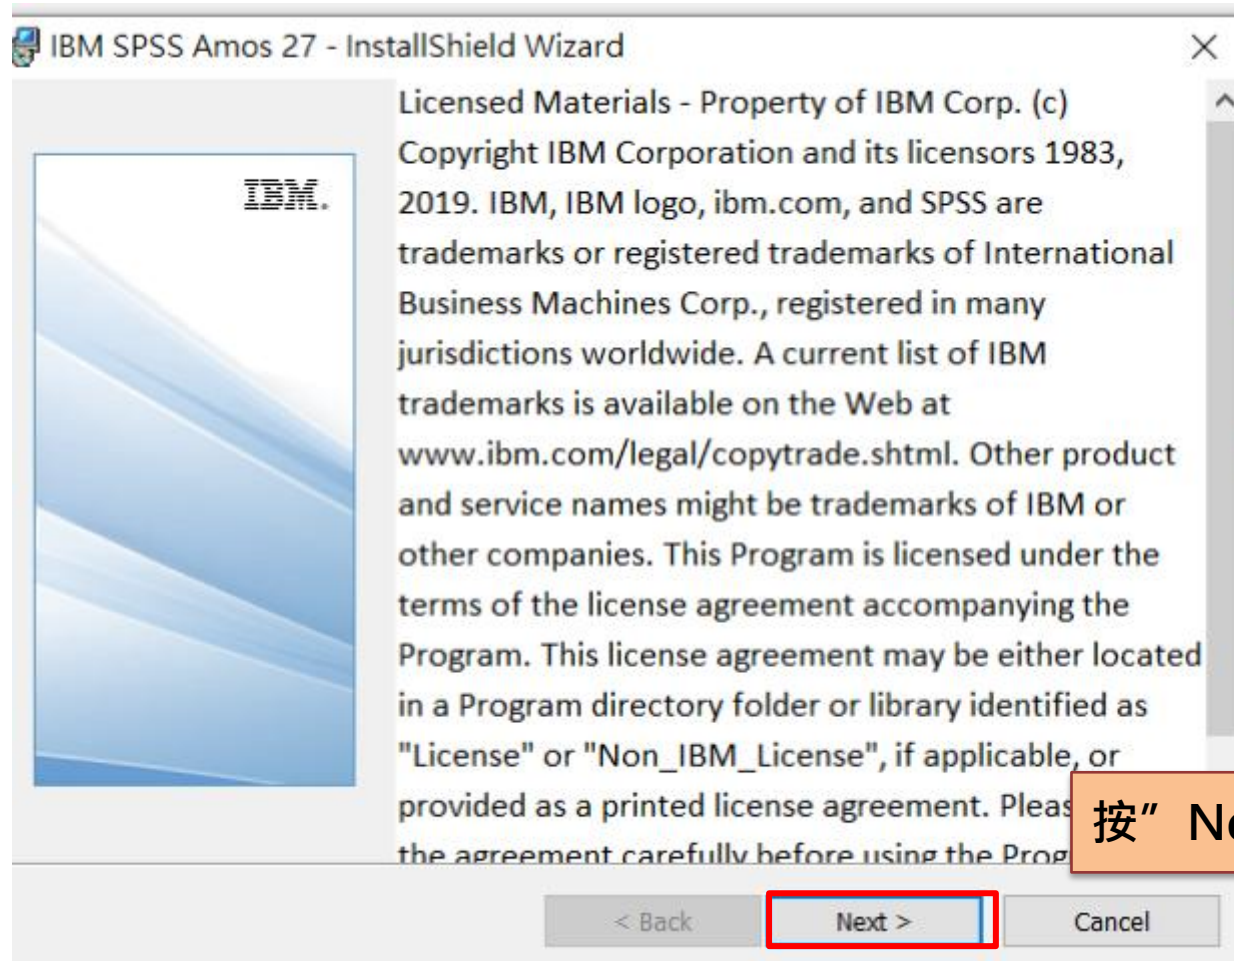 IBM SPSS Amos 27 - InstallShield Wizard
IBM.
Licensed Materials - Property of IBM Corp. (c)
Copyright IBM Corporation and its licensors 1983,
2019. IBM, IBM logo, ibm.com, and SPSS are
trademarks or registered trademarks of International
Business Machines Corp., registered in many
jurisdictions worldwide. A current list of IBM
trademarks is available on the Web at
www.ibm.com/legal/copytrade.shtml. Other product
and service names might be trademarks of IBM or
other companies. This Program is licensed under the
terms of the license agreement accompanying the
Program. This license agreement may be either located
in a Program directory folder or library identified as
"License" or "Non_IBM_License", if applicable, or
provided as a printed license agreement.
the agreement carefully before using the
按”
< Back
Next >
Cancel